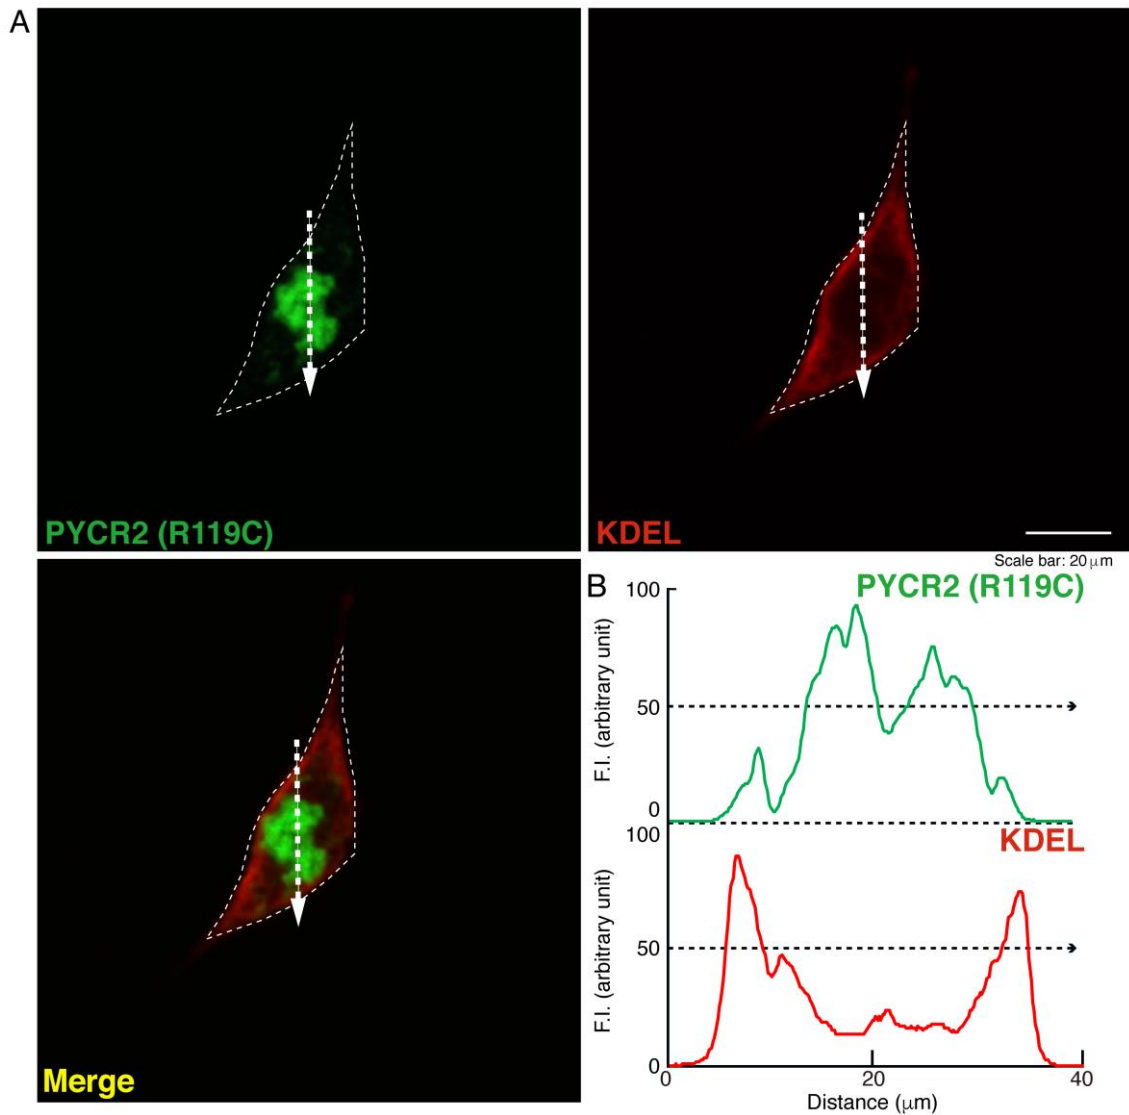 A
PYCR2 (R119C)
KDEL
Scale bar: 20 μm
Merge
B
PYCR2 (R119C)
100
50
0
F.I. (arbitrary unit)
KDEL
100
50
0
F.I. (arbitrary unit)
0 20 40
Distance (μm)